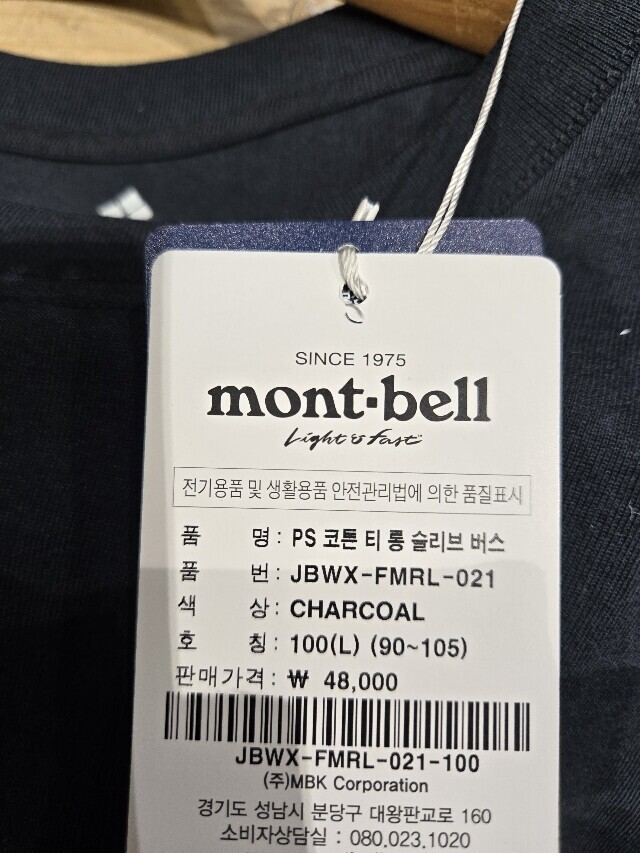 SINCE 1975
mont-bell
Light & Fast
전기용품 및 생활용품 안전관리법에 의한 품질표시
품 명 : PS 코튼 티 롱 슬리브 버스
품 번 : JBWX-FMRL-021
색 상 : CHARCOAL
호 칭 : 100(L) (90~105)
판매가격 : ₩ 48,000
JBWX-FMRL-021-100
(주)MBK Corporation
경기도 성남시 분당구 대왕판교로 160
소비자상담실 : 080.023.1020